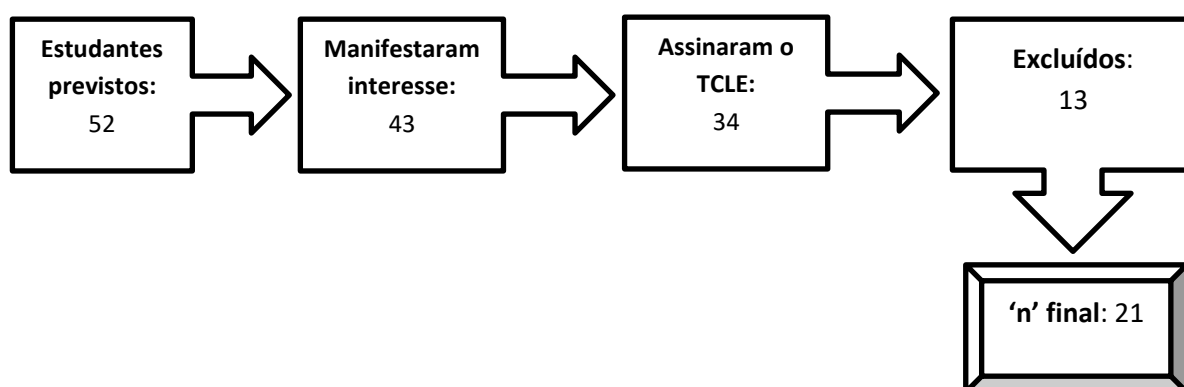 Estudantes
previstos:
52
Manifestaram
interesse:
43
Assinaram o
TCLE:
34
Excluídos:
13
‘n’ final: 21